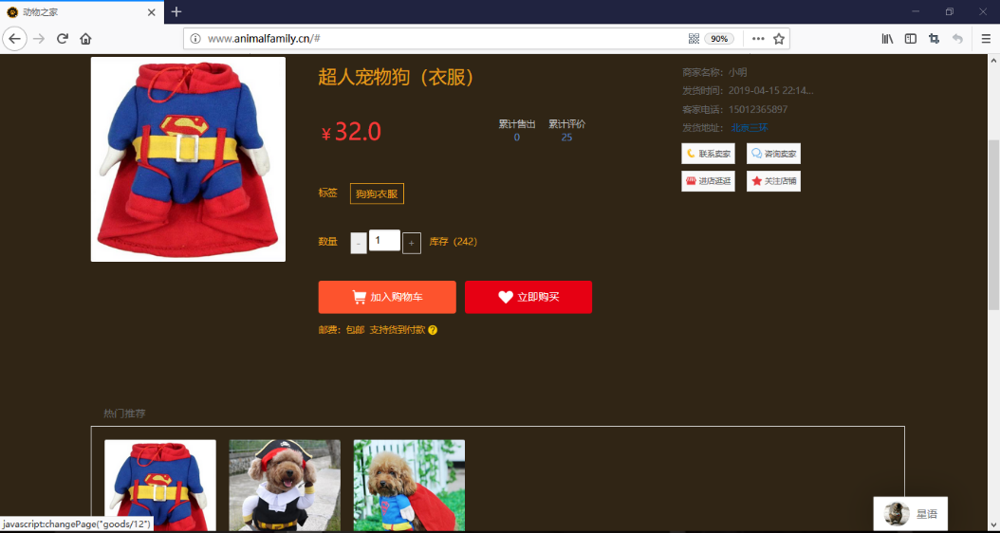 动物之家
www.animalfamily.cn/#
90%
超人宠物狗（衣服）
¥32.0
累计售出 累计评价
0 25
标签 狗狗衣服
数量 - 1 + 库存（242）
加入购物车 立即购买
邮费：包邮 支持货到付款
商家名称：小明
发货时间：2019-04-15 22:14...
客家电话：15012365897
发货地址：北京三环
联系卖家 咨询卖家
进店逛逛 关注店铺
热门推荐
星语
javascript:changePage("goods/12")